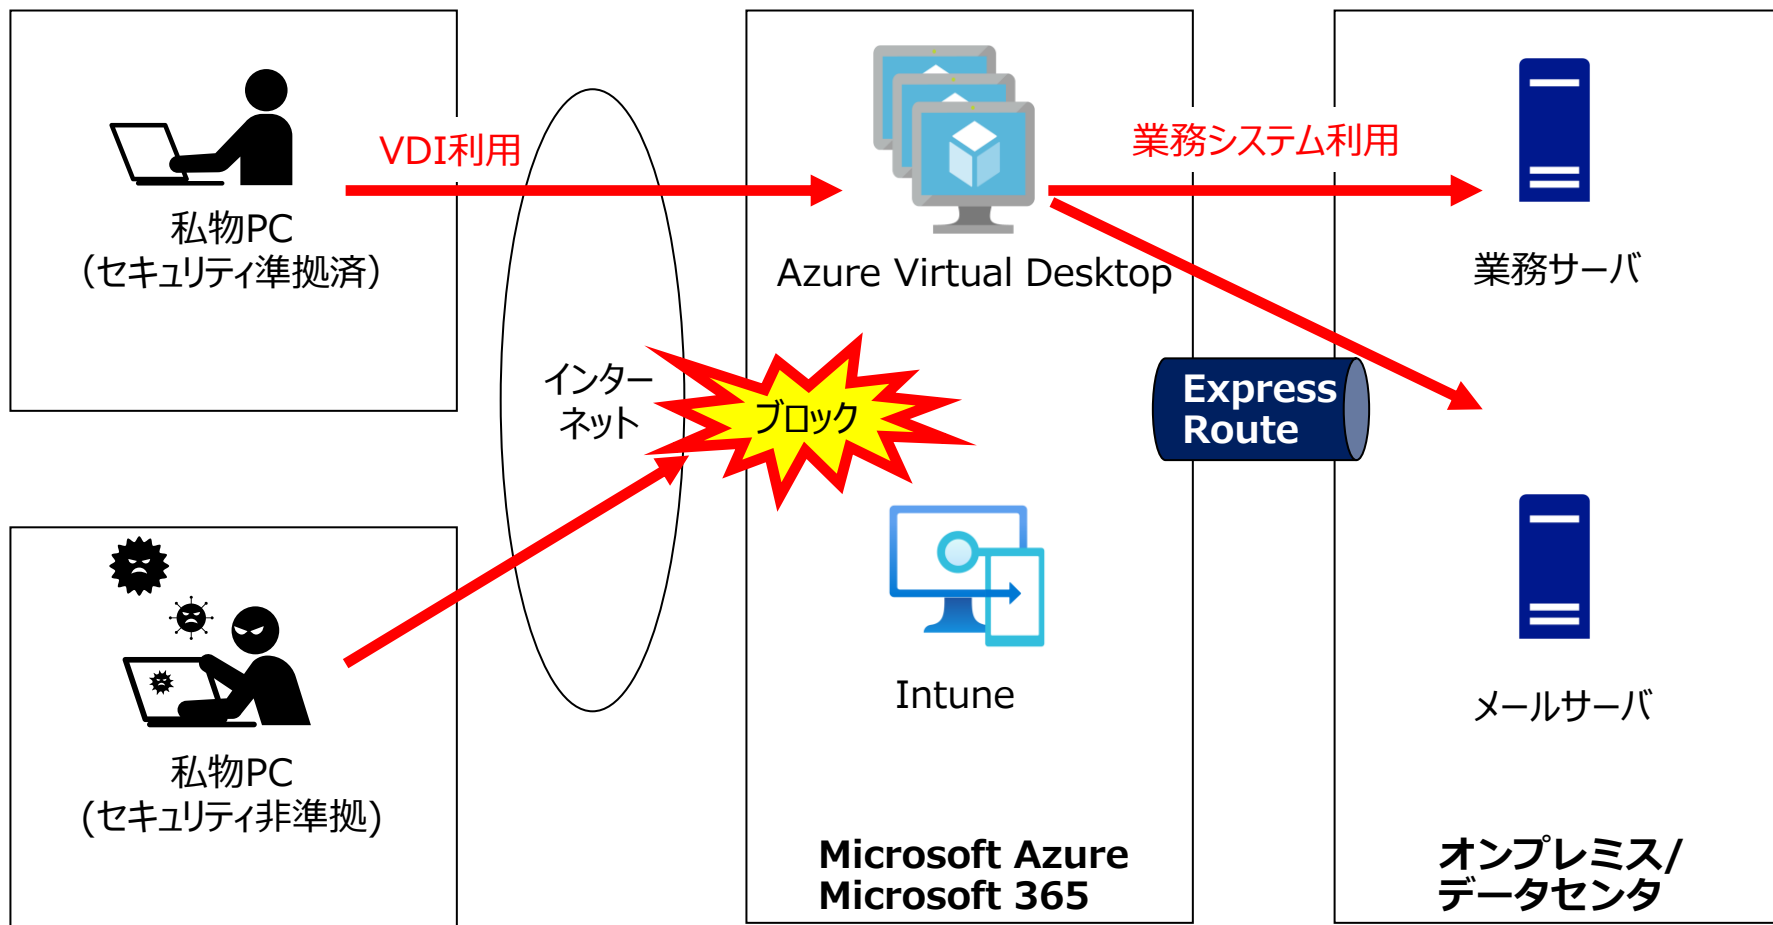 VDI利用
私物PC
(セキュリティ準拠済)
インター
ネット
ブロック
私物PC
(セキュリティ非準拠)
Azure Virtual Desktop
Intune
Microsoft Azure
Microsoft 365
業務システム利用
Express
Route
業務サーバ
メールサーバ
オンプレミス/
データセンタ